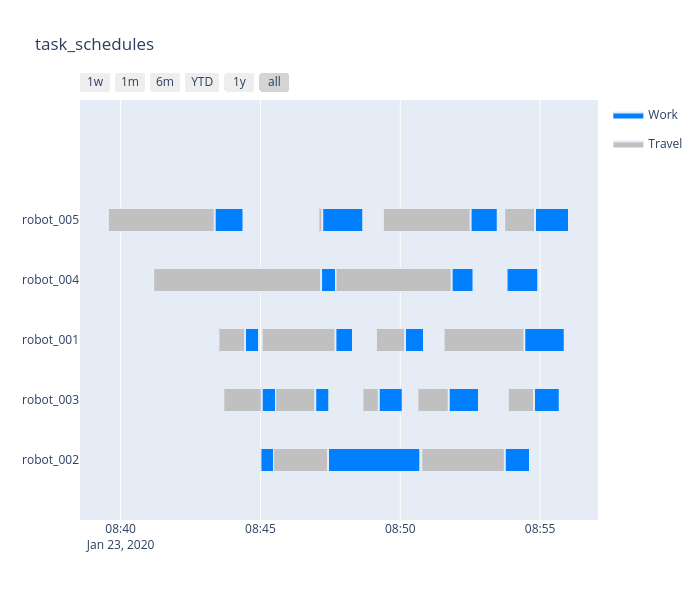 task_schedules
1w 1m 6m YTD 1y all
Work
Travel
robot_005
robot_004
robot_001
robot_003
robot_002
08:40 08:45 08:50 08:55
Jan 23, 2020